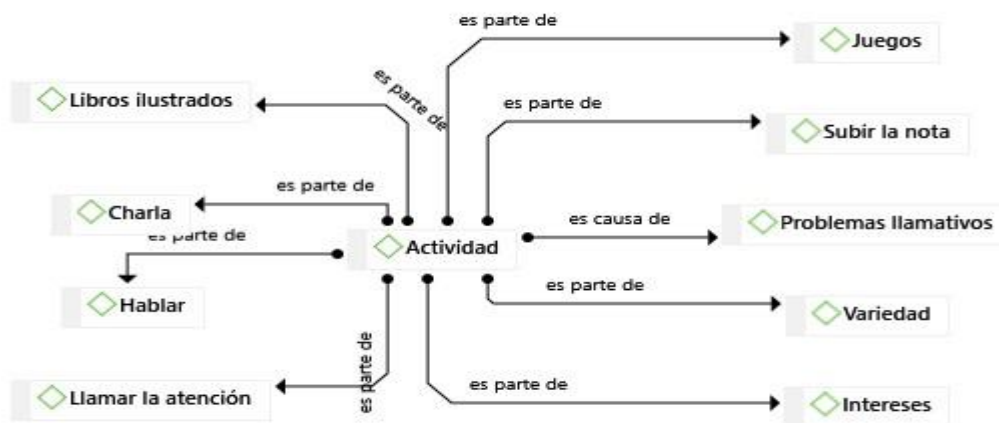 es parte de
Juegos
es parte de
Libros ilustrados
es parte de
Subir la nota
es parte de
Charla
es causa de
Problemas llamativos
es parte de
Actividad
Hablar
es parte de
Variedad
es parte de
Llamar la atención
es parte de
Intereses